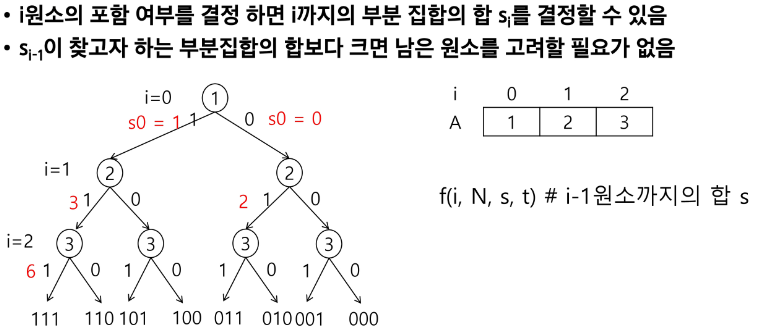 • i원소의 포함 여부를 결정 하면 i까지의 부분 집합의 합 si를 결정할 수 있음
• si-1이 찾고자 하는 부분집합의 합보다 크면 남은 원소를 고려할 필요가 없음
i=0 1
s0 = 1 1 0 s0 = 0
i 0 1 2
A 1 2 3
i=1 2 2
3 1 0 2 1 0
f(i, N, s, t) # i-1원소까지의 합 s
i=2 3 3 3 3
6 1 0 1 0 1 0 1 0
111 110 101 100 011 010 001 000